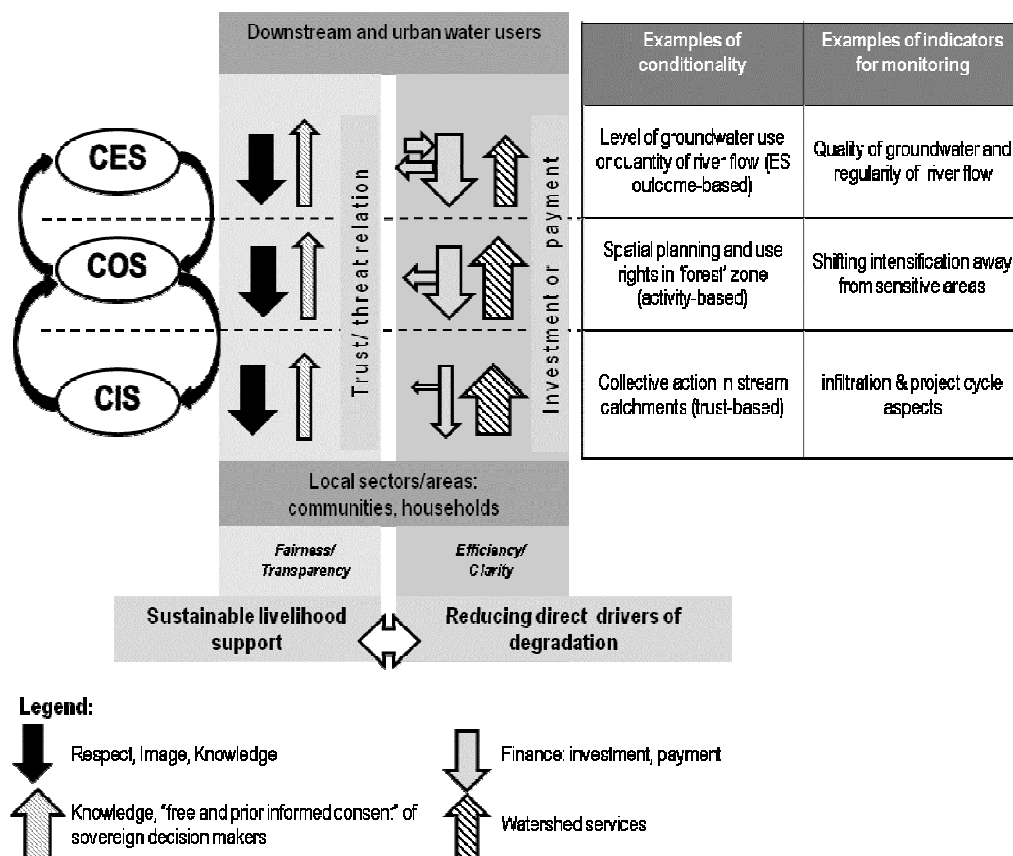 Downstream and urban water users
Examples of
conditionality
Examples of indicators
for monitoring
CES
COS
CIS
Trust/ threat relation
Investment or payment
Level of groundwater use
or quantity of river flow (ES
outcome-based)
Quality of groundwater and
regularity of river flow
Spatial planning and use
rights in 'forest' zone
(activity-based)
Shifting intensification away
from sensitive areas
Collective action in stream
catchments (trust-based)
infiltration & project cycle
aspects
Local sectors/areas:
communities, households
Fairness/
Transparency
Efficiency/
Clarity
Sustainable livelihood
support
Reducing direct drivers of
degradation
Legend:
Respect, Image, Knowledge
Finance: investment, payment
Knowledge, "free and prior informed consent" of
sovereign decision makers
Watershed services